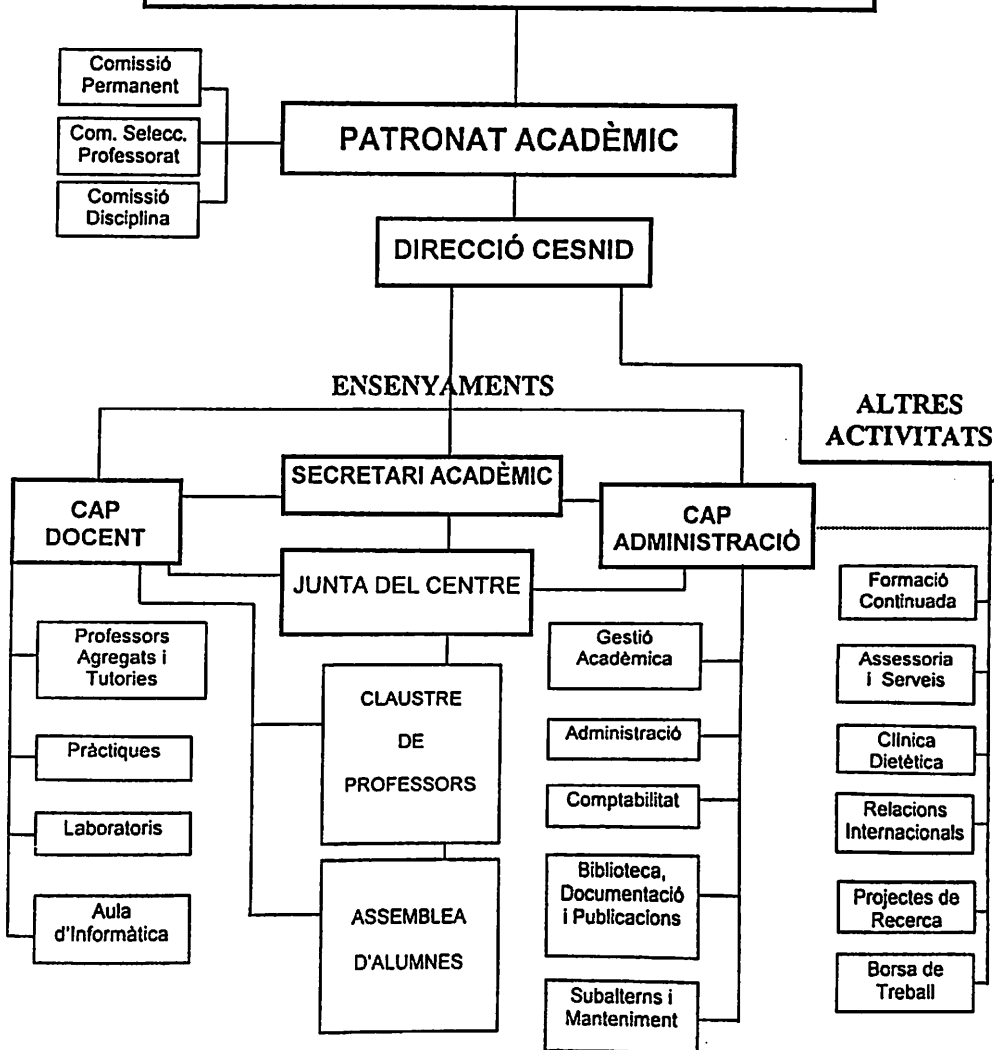 Comissió
Permanent
Com. Selecc.
Professorat
Comissió
Disciplina
PATRONAT ACADÈMIC
DIRECCIÓ CESNID
ENSENYAMENTS
ALTRES
ACTIVITATS
SECRETARI ACADÈMIC
CAP
DOCENT
CAP
ADMINISTRACIÓ
JUNTA DEL CENTRE
Professors
Agregats i
Tutories
Pràctiques
Laboratoris
Aula
d'Informàtica
CLAUSTRE
DE
PROFESSORS
ASSEMBLEA
D'ALUMNES
Gestió
Acadèmica
Administració
Comptabilitat
Biblioteca,
Documentació
i Publicacions
Subalterns i
Manteniment
Formació
Continuada
Assessoria
i Serveis
Clínica
Dietètica
Relacions
Internacionals
Projectes de
Recerca
Borsa de
Treball